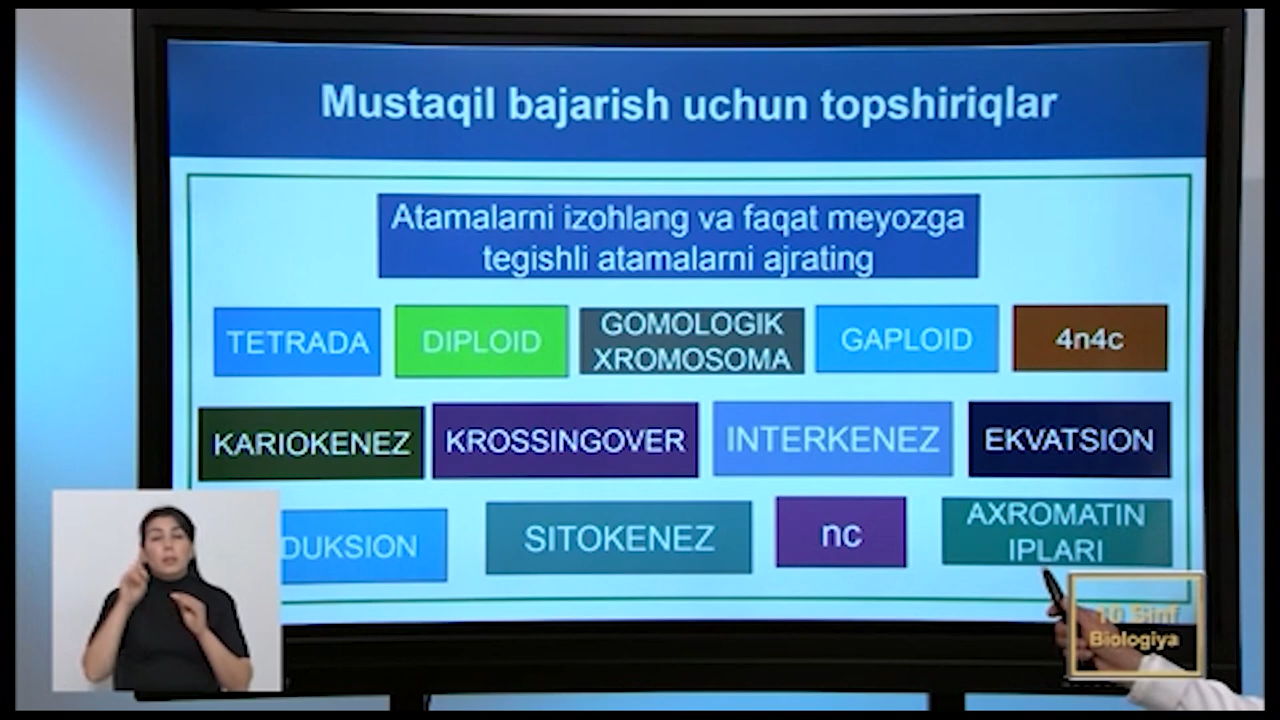 Mustaqil bajarish uchun topshiriqlar
Atamalarni izohlang va faqat meyozga
tegishli atamalarni ajrating
TETRADA
DIPLOID
GOMOLOGIK
XROMOSOMA
GAPLOID
4n4c
KARIOKENEZ
KROSSINGOVER
INTERKENEZ
EKVATSION
DUKSION
SITOKENEZ
nc
AXROMATIN
IPLARI
10 Sinf
Biologiya